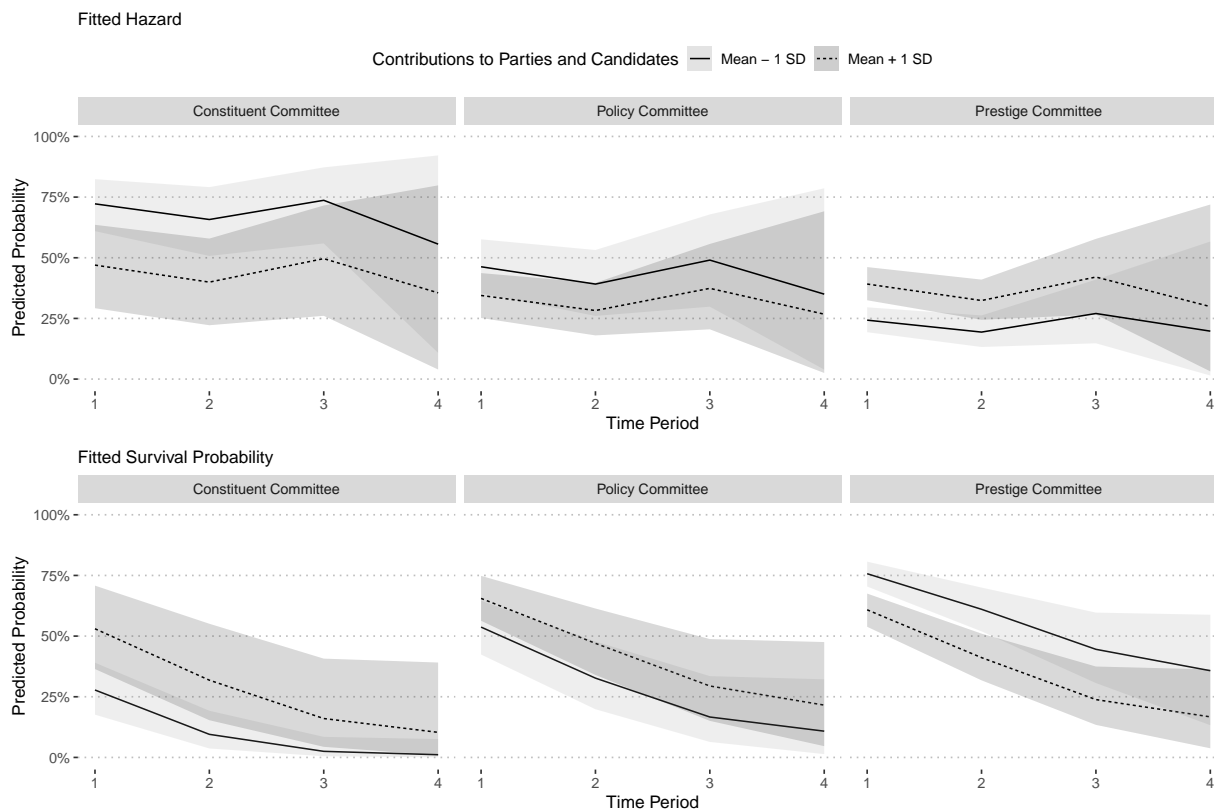 Fitted Hazard
Contributions to Parties and Candidates Mean − 1 SD Mean + 1 SD
Constituent Committee Policy Committee Prestige Committee
100%
75%
50%
25%
0%
Predicted Probability
1 2 3 4 1 2 3 4 1 2 3 4
Time Period
Fitted Survival Probability
Constituent Committee Policy Committee Prestige Committee
100%
75%
50%
25%
0%
Predicted Probability
1 2 3 4 1 2 3 4 1 2 3 4
Time Period